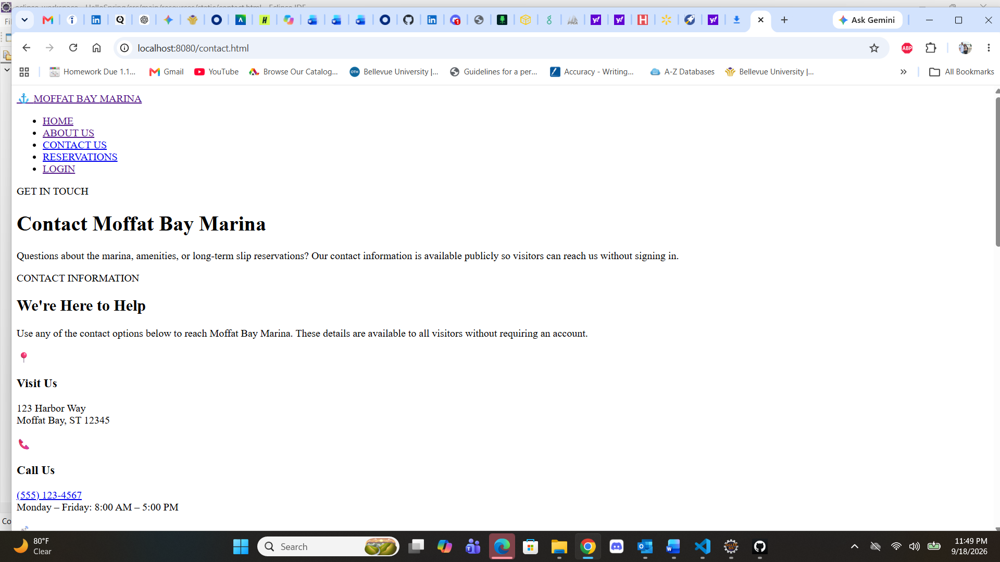 Ask Gemini
localhost:8080/contact.html
ABP
Homework Due 1.1...
Gmail
YouTube
Browse Our Catalog...
Bellevue University |...
Guidelines for a per...
Accuracy - Writing...
A-Z Databases
Bellevue University |...
All Bookmarks
⚓ MOFFAT BAY MARINA
HOME
ABOUT US
CONTACT US
RESERVATIONS
LOGIN
GET IN TOUCH
Contact Moffat Bay Marina
Questions about the marina, amenities, or long-term slip reservations? Our contact information is available publicly so visitors can reach us without signing in.
CONTACT INFORMATION
We're Here to Help
Use any of the contact options below to reach Moffat Bay Marina. These details are available to all visitors without requiring an account.
Visit Us
123 Harbor Way
Moffat Bay, ST 12345
Call Us
(555) 123-4567
Monday – Friday: 8:00 AM – 5:00 PM
Co
80°F
Clear
Search
11:49 PM
9/18/2026